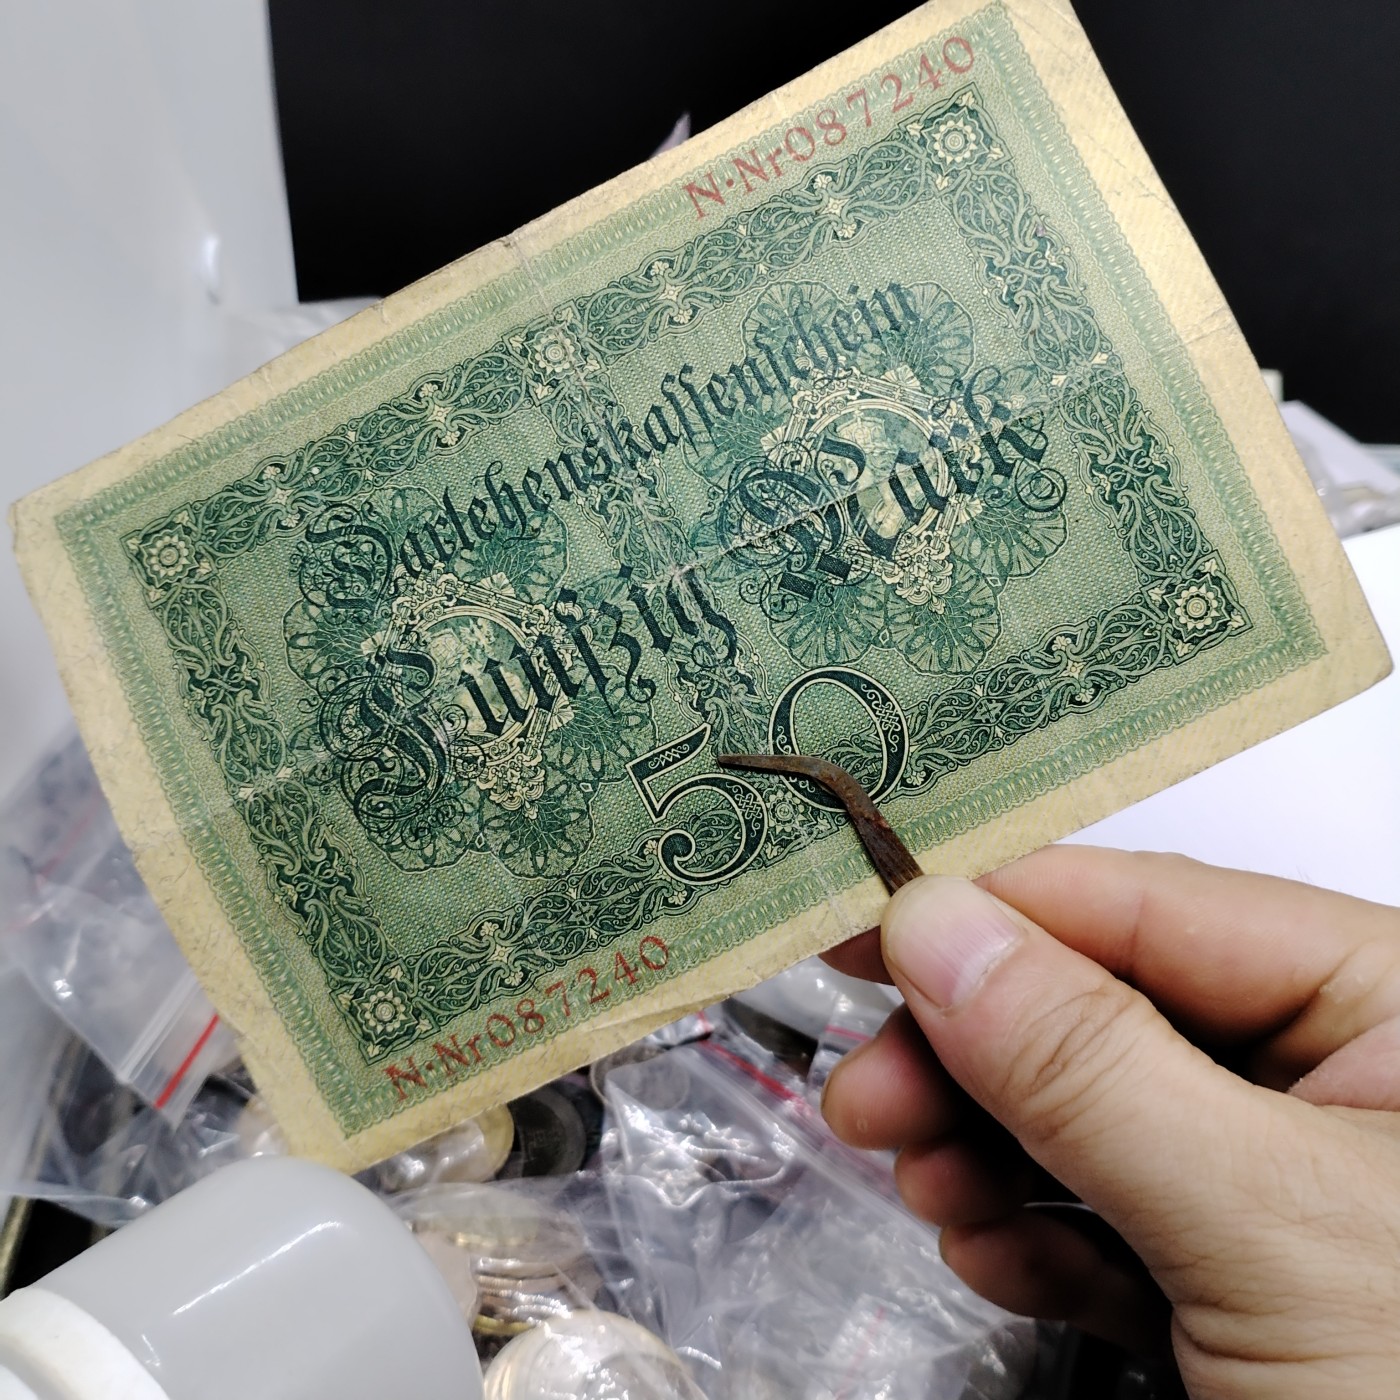 N·Nr087240
Darlehenskassenschein
Fünfzig Mark
50
N·Nr087240